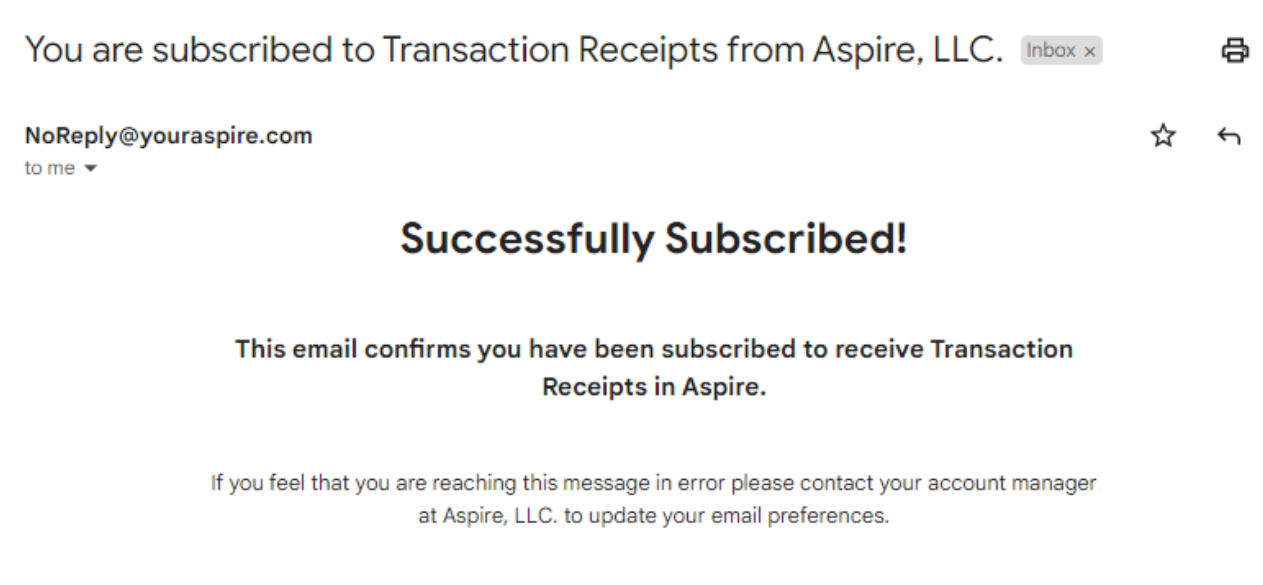 You are subscribed to Transaction Receipts from Aspire, LLC. Inbox ×
NoReply@youraspire.com
to me
Successfully Subscribed!
This email confirms you have been subscribed to receive Transaction
Receipts in Aspire.
If you feel that you are reaching this message in error please contact your account manager
at Aspire, LLC. to update your email preferences.